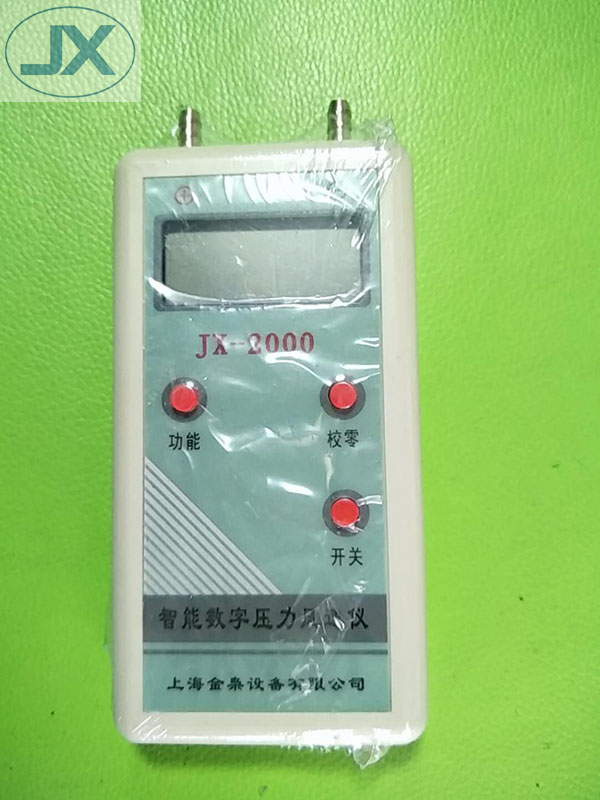 JX
JX-2000
功能
校零
开关
智能数字压力风速仪
上海金枭设备有限公司